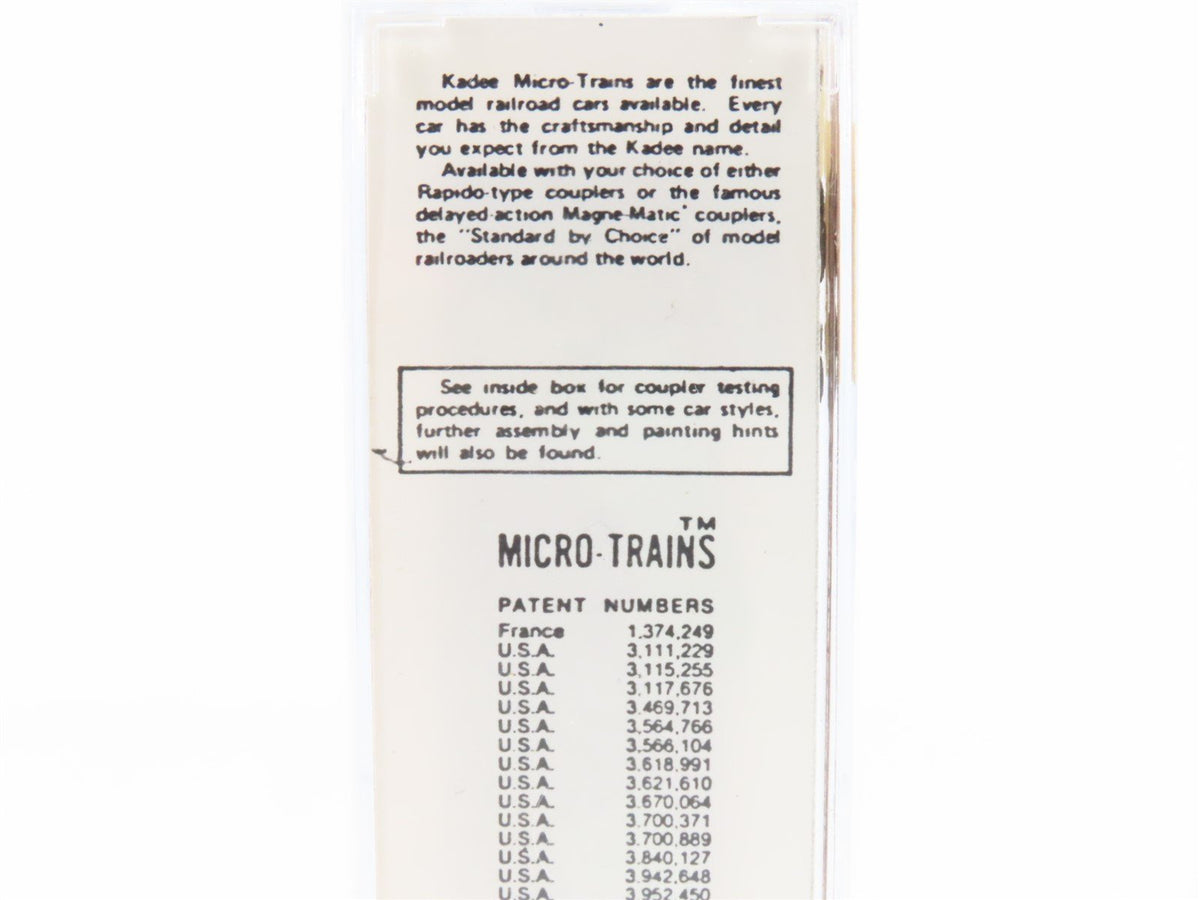 Kadee Micro-Trains are the finest
model railroad cars available. Every
car has the craftsmanship and detail
you expect from the Kadee name.
Available with your choice of either
Rapido-type couplers or the famous
delayed-action Magne-Matic® couplers,
the "Standard by Choice" of model
railroaders around the world.
See inside box for coupler testing
procedures, and with some car styles,
further assembly and painting hints
will also be found.
TM
MICRO-TRAINS
PATENT NUMBERS
France 1,374,249
U.S.A. 3,111,229
U.S.A. 3,115,255
U.S.A. 3,117,676
U.S.A. 3,469,713
U.S.A. 3,564,766
U.S.A. 3,566,104
U.S.A. 3,618,991
U.S.A. 3,621,610
U.S.A. 3,670,064
U.S.A. 3,700,371
U.S.A. 3,700,889
U.S.A. 3,840,127
U.S.A. 3,942,648
U.S.A. 3,952,450